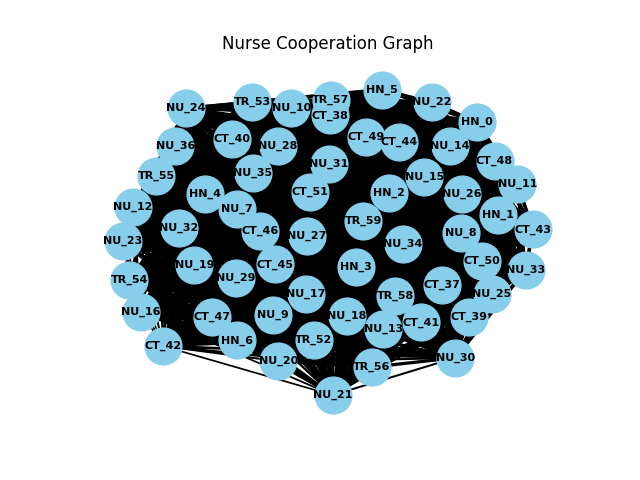 Nurse Cooperation Graph
HN_5
TR_57
TR_53
NU_22
NU_24
NU_10
CT_38
HN_0
CT_49
CT_40
CT_44
NU_36
NU_28
NU_14
CT_48
NU_31
NU_35
TR_55
NU_15
NU_11
CT_51
HN_4
HN_2
NU_26
NU_12
NU_7
HN_1
TR_59
NU_32
CT_46
CT_43
NU_8
NU_27
NU_23
NU_34
CT_50
NU_19
CT_45
HN_3
NU_33
NU_29
TR_54
CT_37
NU_17
NU_25
TR_58
NU_16
NU_9
CT_47
NU_18
CT_39
CT_41
NU_13
HN_6
TR_52
CT_42
NU_30
NU_20
TR_56
NU_21